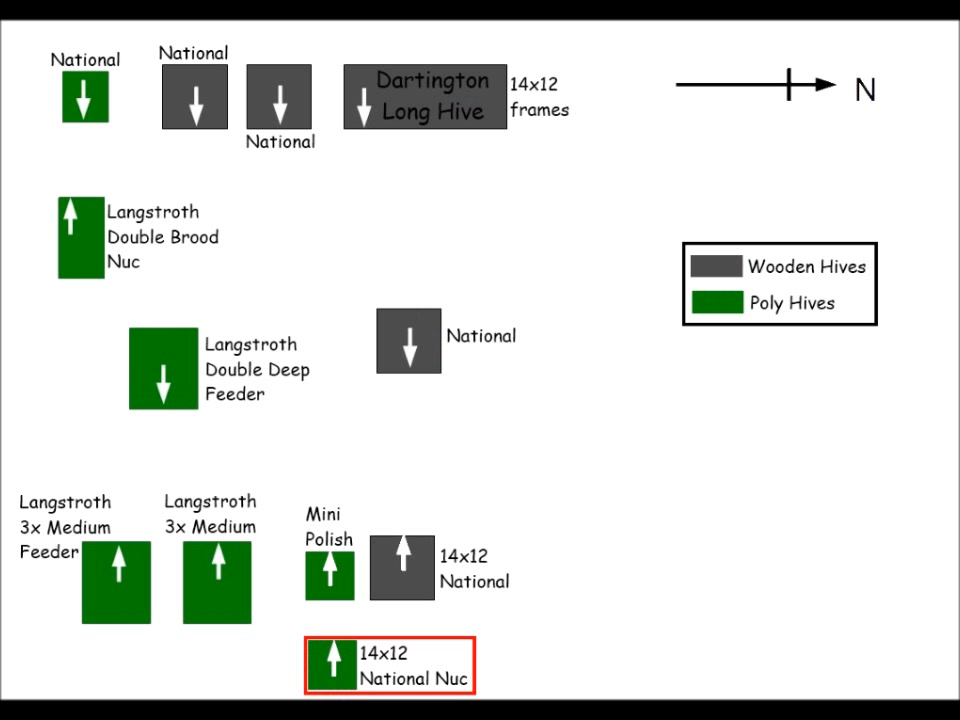 National
National
National
Dartington
Long Hive
14x12
frames
N
Langstroth
Double Brood
Nuc
Wooden Hives
Poly Hives
Langstroth
Double Deep
Feeder
National
Langstroth
3x Medium
Feeder
Langstroth
3x Medium
Mini
Polish
14x12
National
14x12
National Nuc